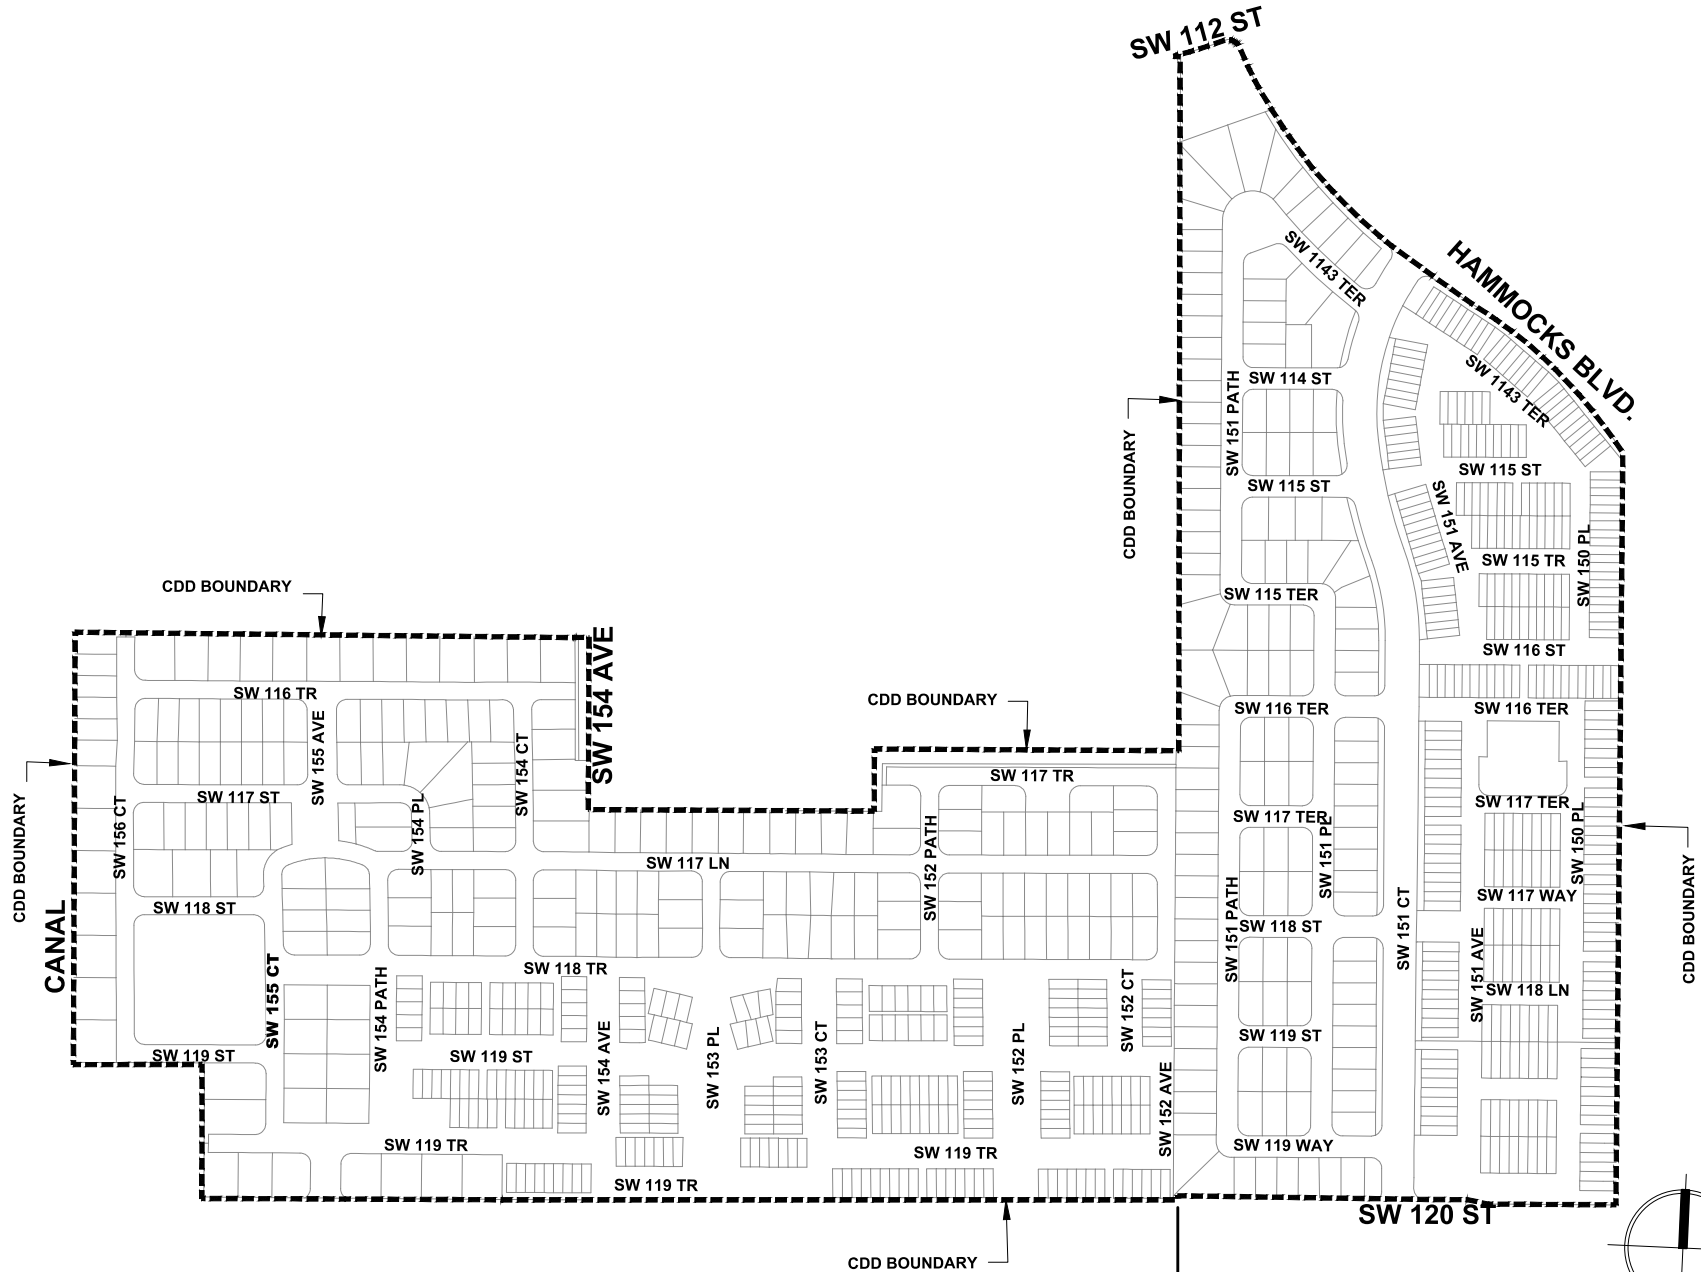 SW 112 ST
HAMMOCKS BLVD.
SW 1143 TER
SW 1143 TER
SW 114 ST
SW 151 PATH
CDD BOUNDARY
SW 115 ST
SW 115 ST
SW 151 AVE
SW 150 PL
SW 115 TR
SW 115 TER
CDD BOUNDARY
SW 116 ST
SW 154 AVE
SW 116 TR
CDD BOUNDARY
SW 116 TER
SW 116 TER
SW 155 AVE
SW 154 CT
SW 117 TR
SW 117 ST
SW 117 TER
SW 117 TER
CDD BOUNDARY
SW 156 CT
SW 154 PL
SW 152 PATH
SW 151 PL
SW 150 PL
SW 117 LN
CDD BOUNDARY
SW 117 WAY
SW 118 ST
SW 118 ST
SW 151 PATH
SW 151 CT
CANAL
SW 118 TR
SW 151 AVE
SW 118 LN
SW 155 CT
SW 154 PATH
SW 152 CT
SW 119 ST
SW 119 ST
SW 119 ST
SW 154 AVE
SW 153 PL
SW 153 CT
SW 152 PL
SW 152 AVE
SW 119 TR
SW 119 TR
SW 119 WAY
SW 119 TR
SW 120 ST
CDD BOUNDARY